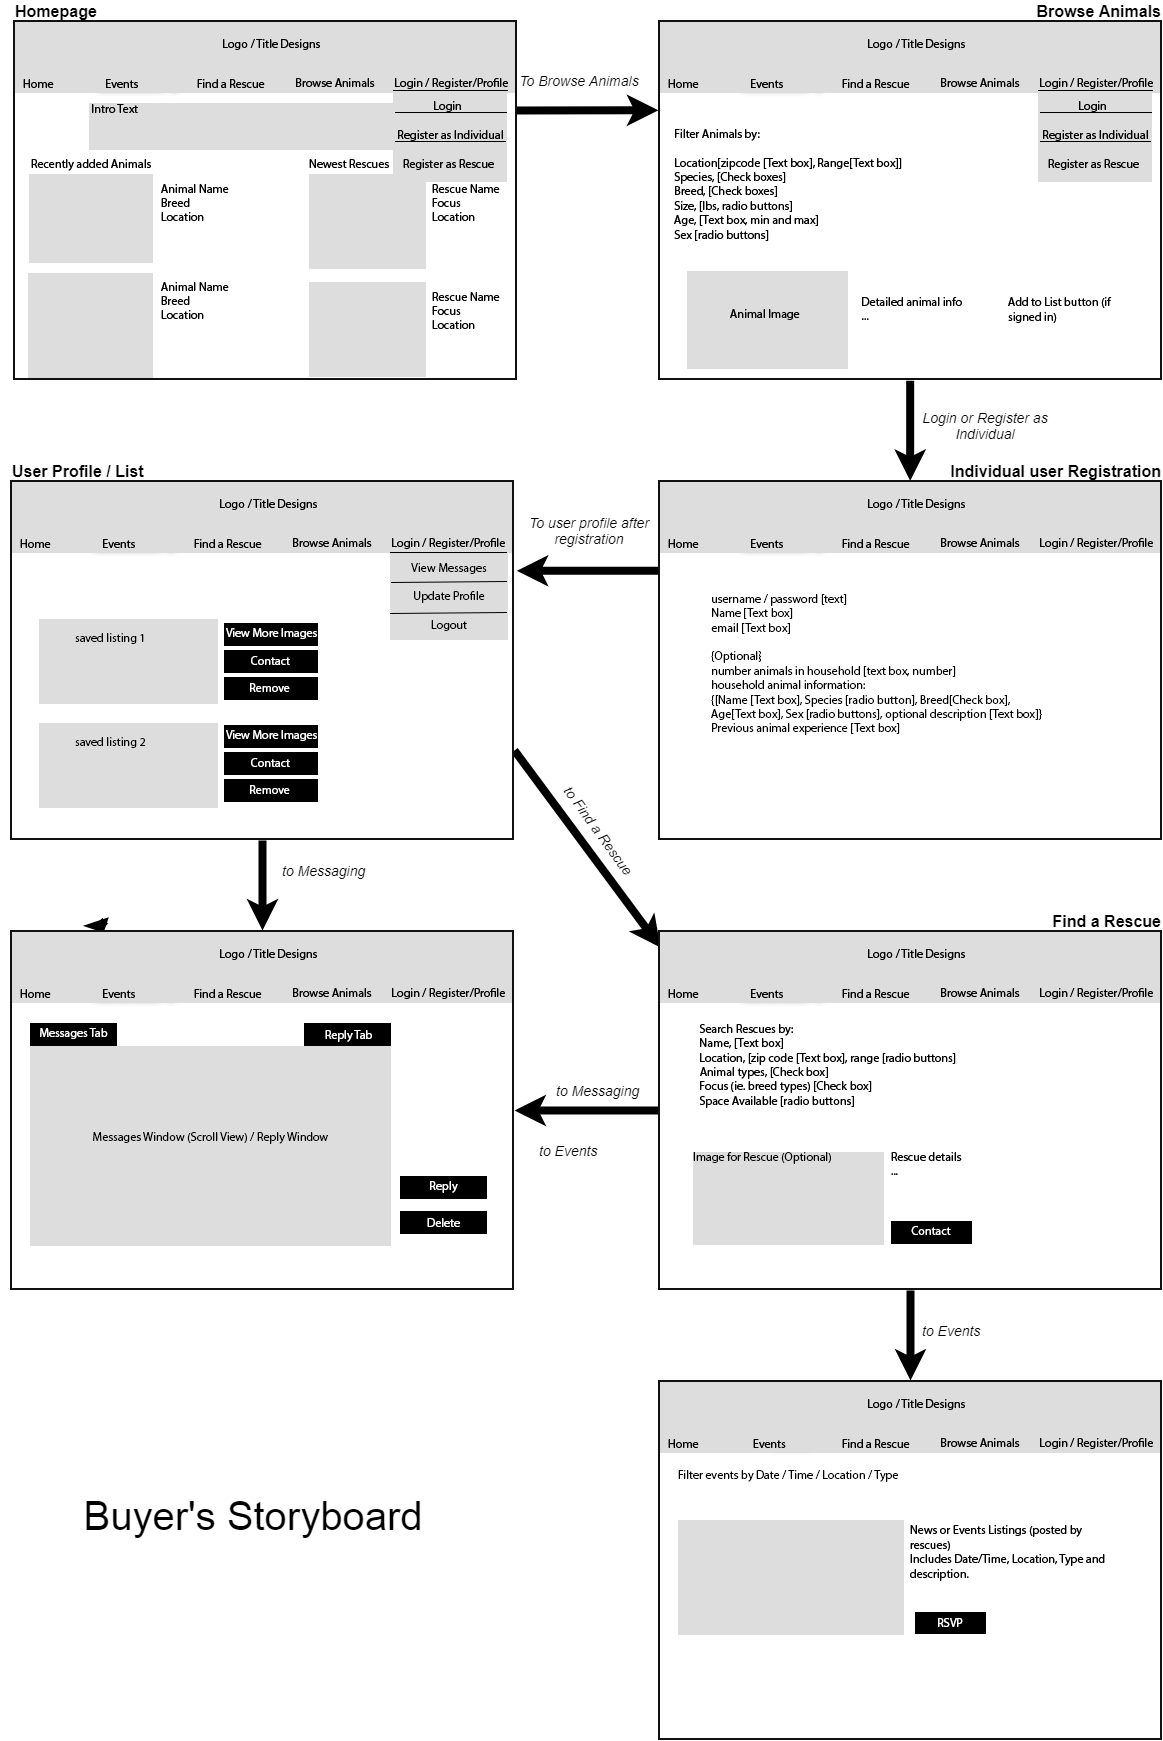 Homepage
Logo / Title Designs
Home Events Find a Rescue Browse Animals Login / Register/Profile
Intro Text
Login
Register as Individual
Register as Rescue
Recently added Animals
Newest Rescues
Animal Name
Breed
Location
Rescue Name
Focus
Location
Animal Name
Breed
Location
Rescue Name
Focus
Location
To Browse Animals
Browse Animals
Logo / Title Designs
Home Events Find a Rescue Browse Animals Login / Register/Profile
Login
Register as Individual
Register as Rescue
Filter Animals by:
Location[zipcode [Text box], Range[Text box]]
Species, [Check boxes]
Breed, [Check boxes]
Size, [lbs, radio buttons]
Age, [Text box, min and max]
Sex [radio buttons]
Animal Image
Detailed animal info
...
Add to List button (if
signed in)
Login or Register as
Individual
Individual user Registration
Logo / Title Designs
Home Events Find a Rescue Browse Animals Login / Register/Profile
username / password [text]
Name [Text box]
email [Text box]
{Optional}
number animals in household [text box, number]
household animal information:
{[Name [Text box], Species [radio button], Breed[Check box],
Age[Text box], Sex [radio buttons], optional description [Text box]}
Previous animal experience [Text box]
To user profile after
registration
User Profile / List
Logo / Title Designs
Home Events Find a Rescue Browse Animals Login / Register/Profile
View Messages
Update Profile
Logout
saved listing 1
View More Images
Contact
Remove
saved listing 2
View More Images
Contact
Remove
to Messaging
to Find a Rescue
Logo / Title Designs
Home Events Find a Rescue Browse Animals Login / Register/Profile
Messages Tab
Reply Tab
Messages Window (Scroll View) / Reply Window
Reply
Delete
to Messaging
to Events
Find a Rescue
Logo / Title Designs
Home Events Find a Rescue Browse Animals Login / Register/Profile
Search Rescues by:
Name, [Text box]
Location, [zip code [Text box], range [radio buttons]
Animal types, [Check box]
Focus (ie. breed types) [Check box]
Space Available [radio buttons]
Image for Rescue (Optional)
Rescue details
...
Contact
to Events
Logo / Title Designs
Home Events Find a Rescue Browse Animals Login / Register/Profile
Filter events by Date / Time / Location / Type
News or Events Listings (posted by
rescues)
Includes Date/Time, Location, Type and
description.
RSVP
Buyer's Storyboard